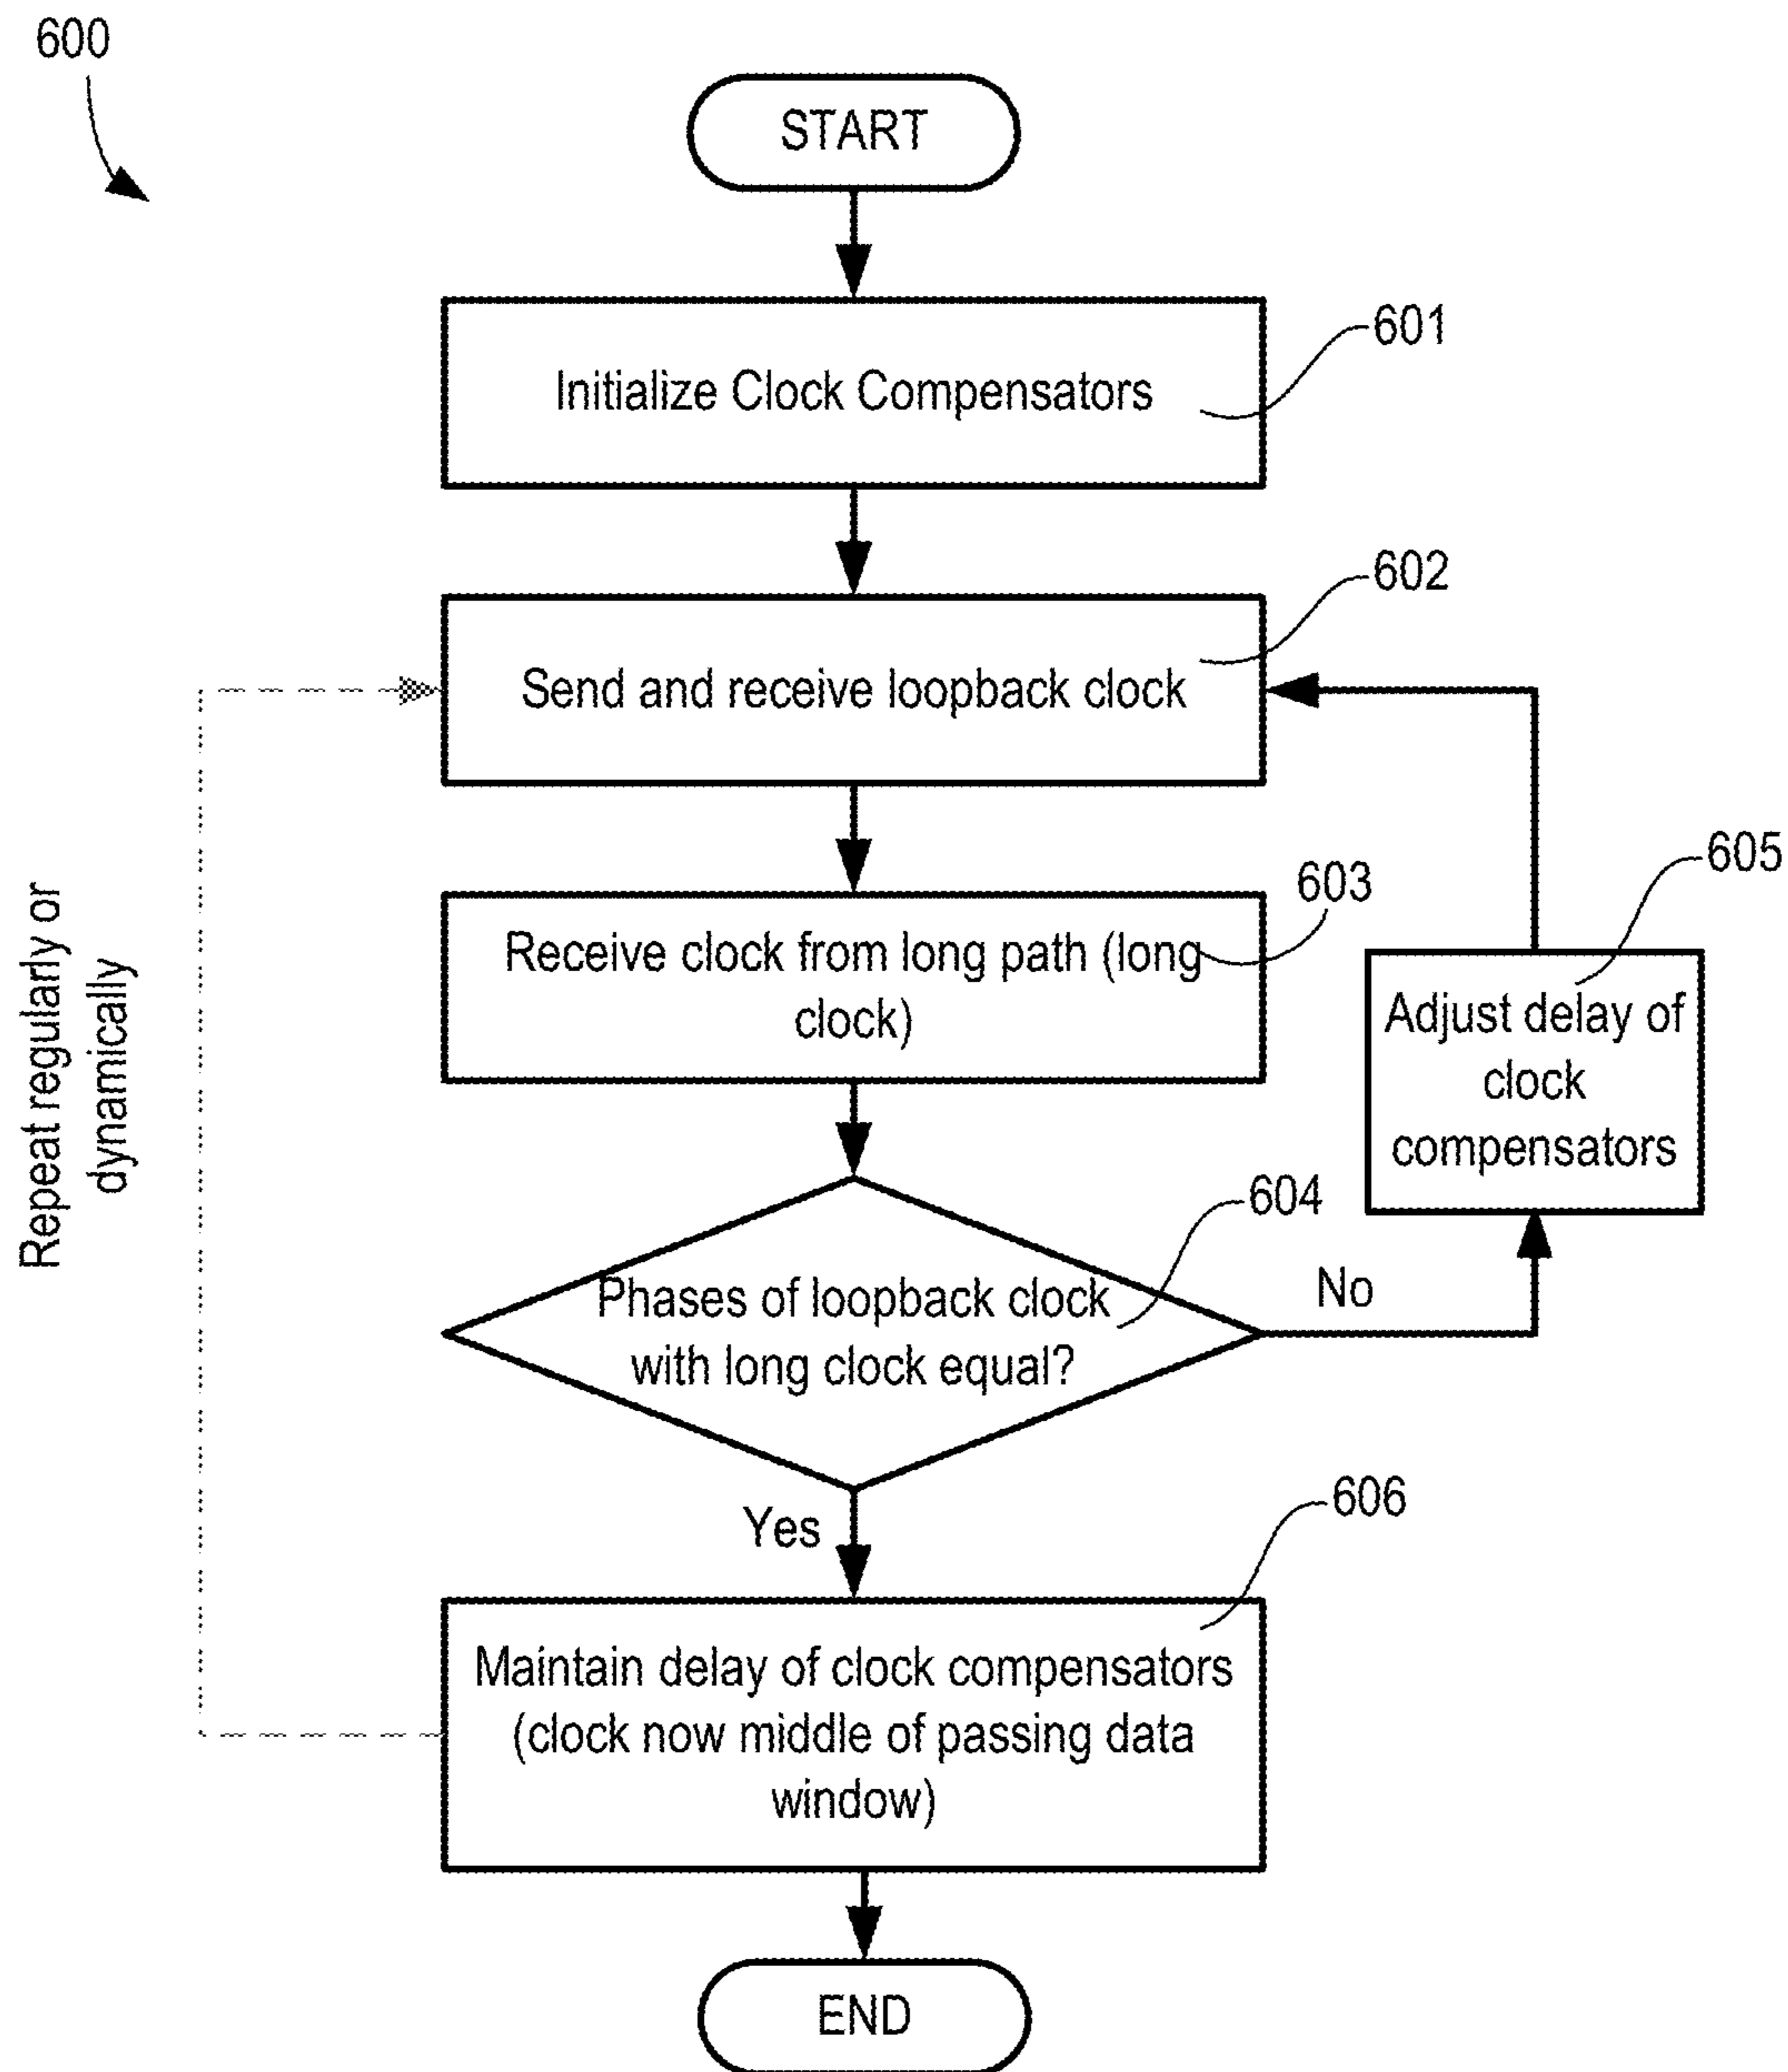 600
START
Initialize Clock Compensators
601
Send and receive loopback clock
602
Receive clock from long path (long
clock)
603
Phases of loopback clock
with long clock equal?
604
No
Adjust delay of
clock
compensators
605
Yes
Maintain delay of clock compensators
(clock now middle of passing data
window)
606
Repeat regularly or
dynamically
END